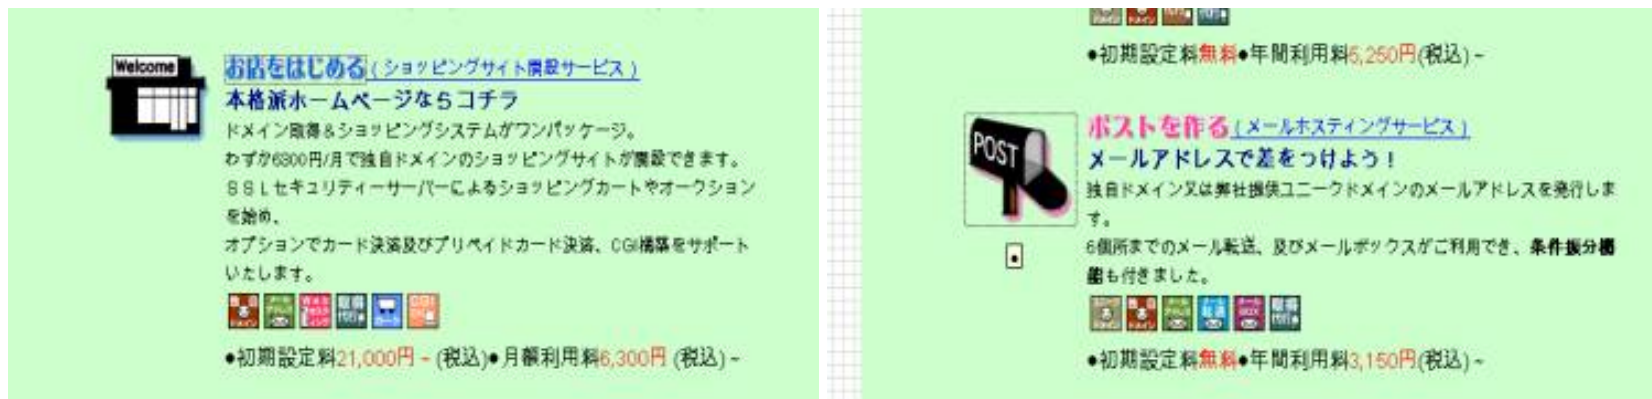 Welcome
お店をはじめる(ショッピングサイト開設サービス)
本格派ホームページならコチラ
ドメイン取得&ショッピングシステムがワンパッケージ。
わずか6300円/月で独自ドメインのショッピングサイトが開設できます。
SSLセキュリティーサーバーによるショッピングカートやオークション
を始め、
オプションでカード決済及びプリペイドカード決済、CGI構築をサポート
いたします。
●初期設定料21,000円~(税込)●月額利用料6,300円 (税込)~
●初期設定料無料●年間利用料5,250円(税込)~
POST
ポストを作る(メールホスティングサービス)
メールアドレスで差をつけよう!
独自ドメイン又は弊社提供ユニークドメインのメールアドレスを発行しま
す。
6個所までのメール転送、及びメールボックスがご利用でき、条件振分機
能も付きました。
●初期設定料無料●年間利用料3,150円(税込)~